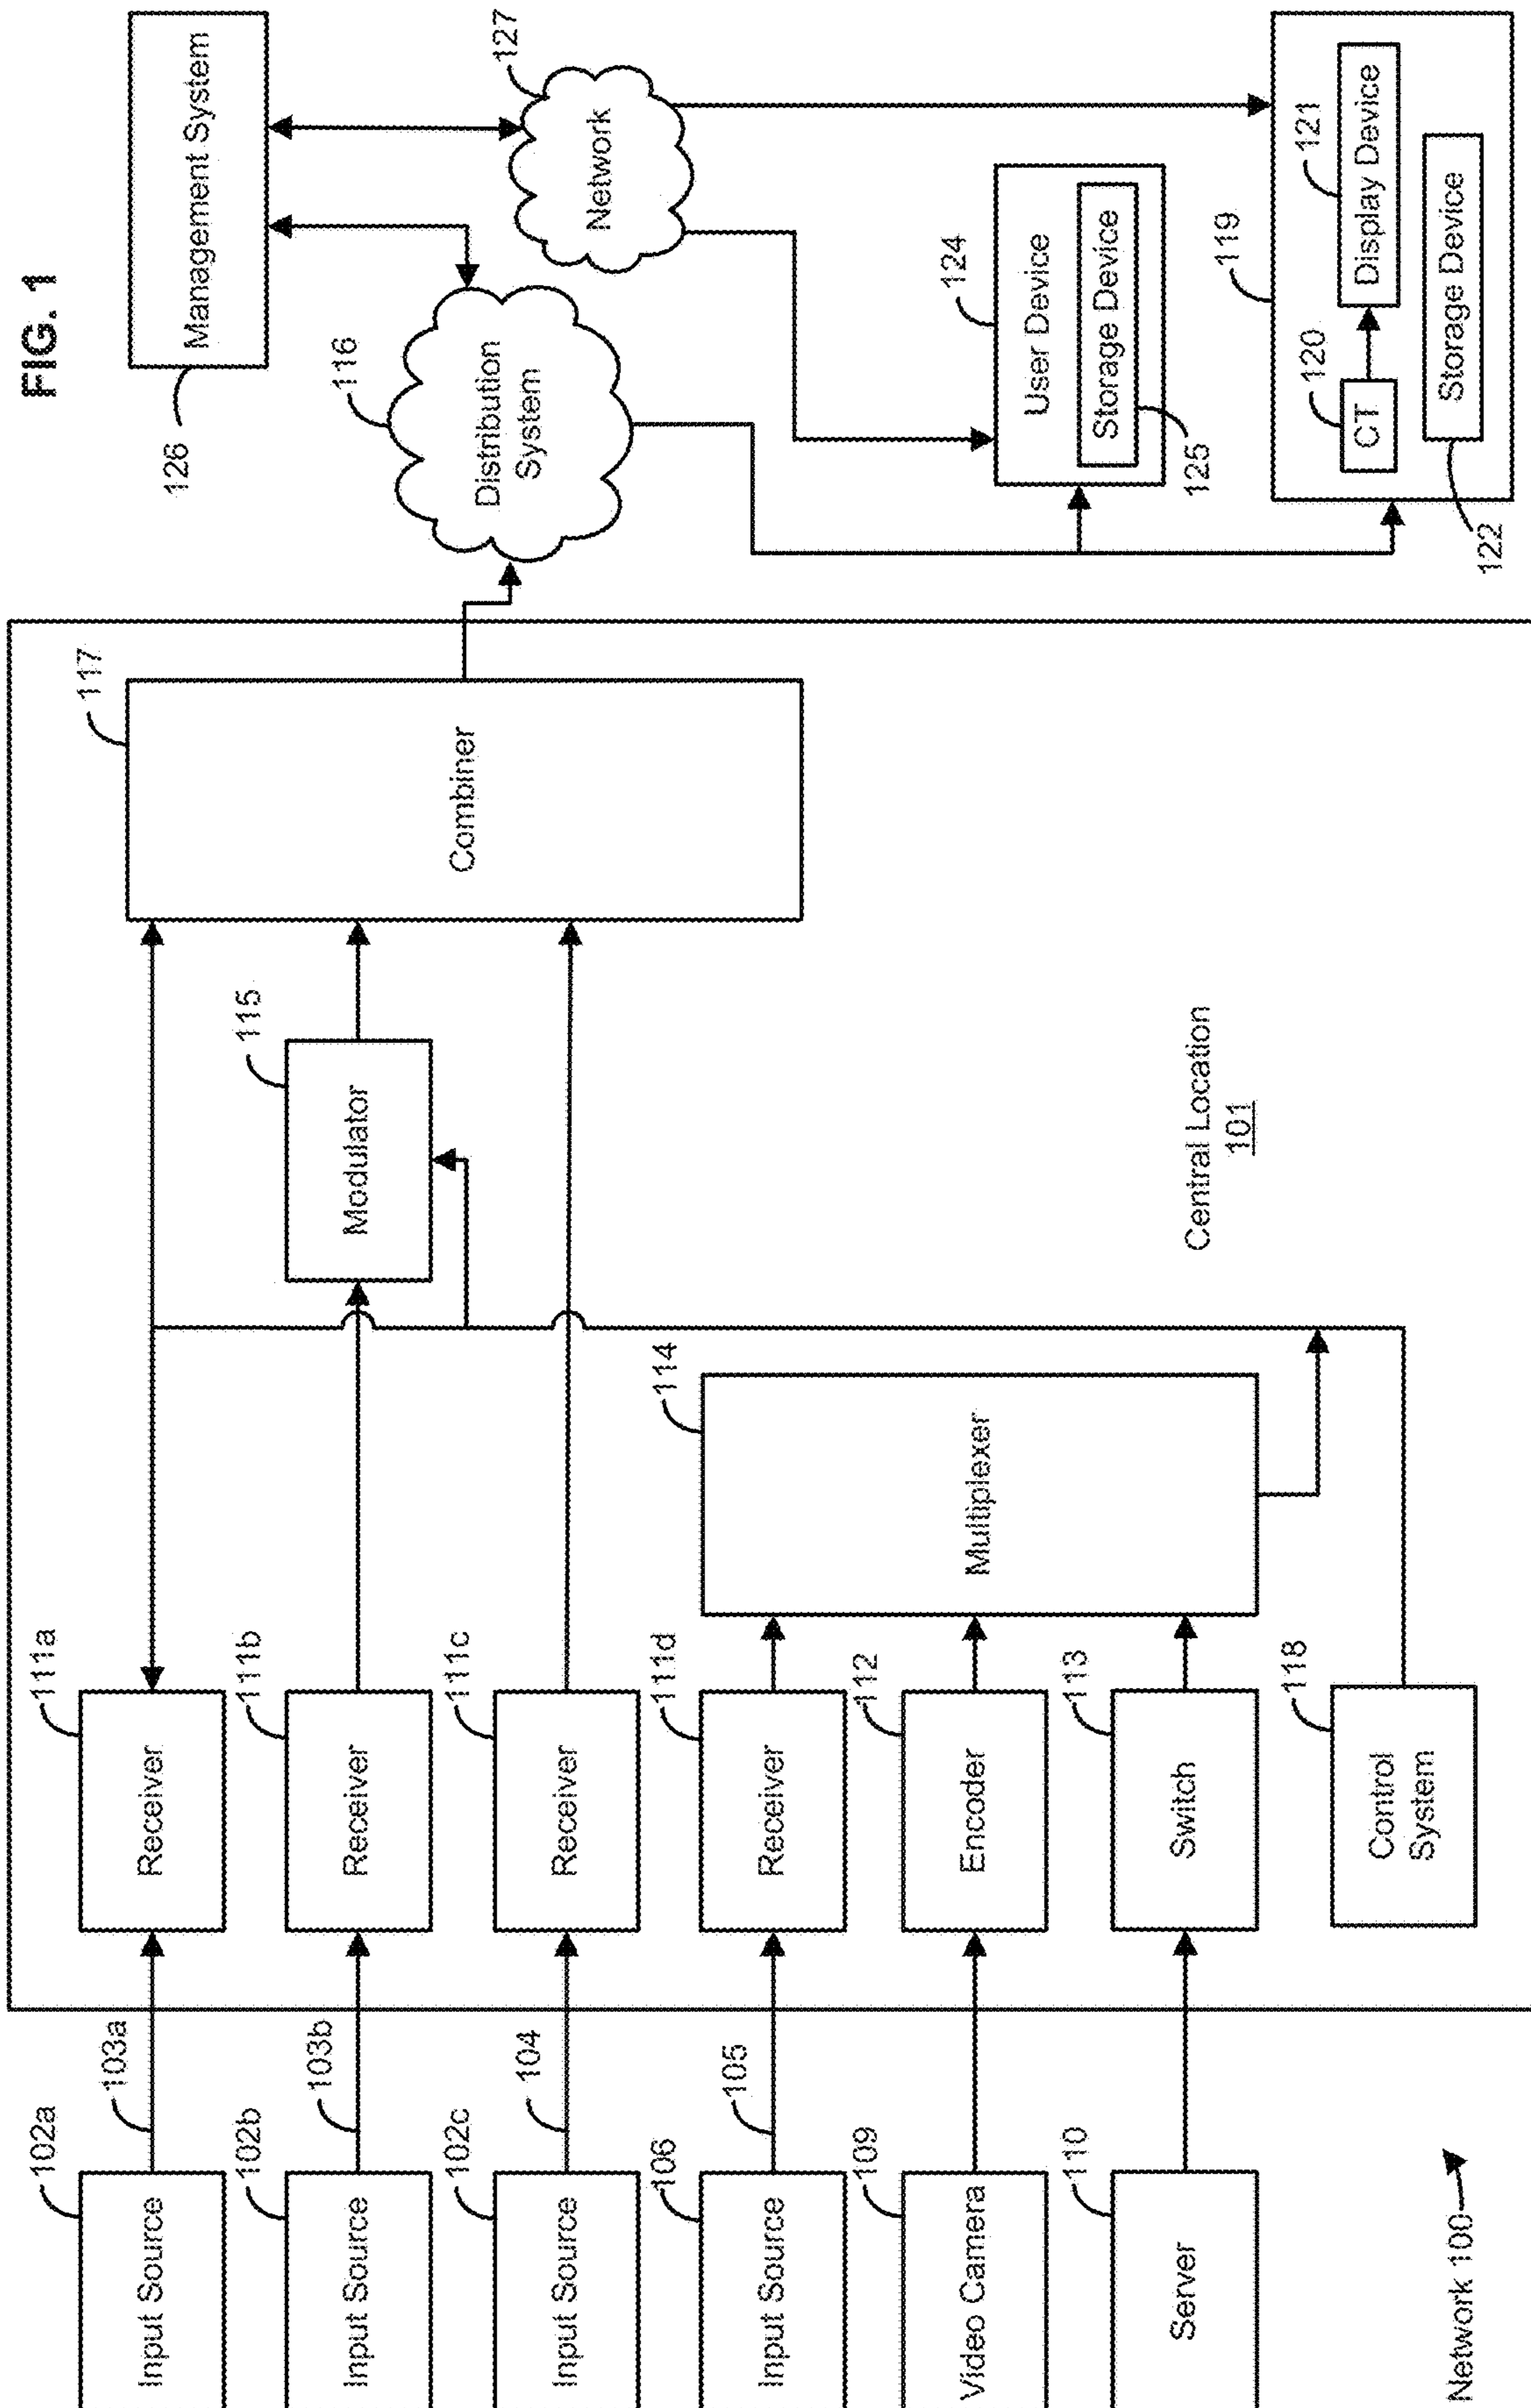 FIG. 1
102a
Input Source
103a
111a
Receiver
102b
Input Source
103b
111b
Receiver
115
Modulator
102c
Input Source
104
111c
Receiver
117
Combiner
106
Input Source
105
111d
Receiver
114
Multiplexer
109
Video Camera
112
Encoder
110
Server
113
Switch
118
Control
System
Central Location
101
Network 100
126
Management System
116
Distribution
System
127
Network
124
User Device
Storage Device
125
119
120
CT
121
Display Device
122
Storage Device